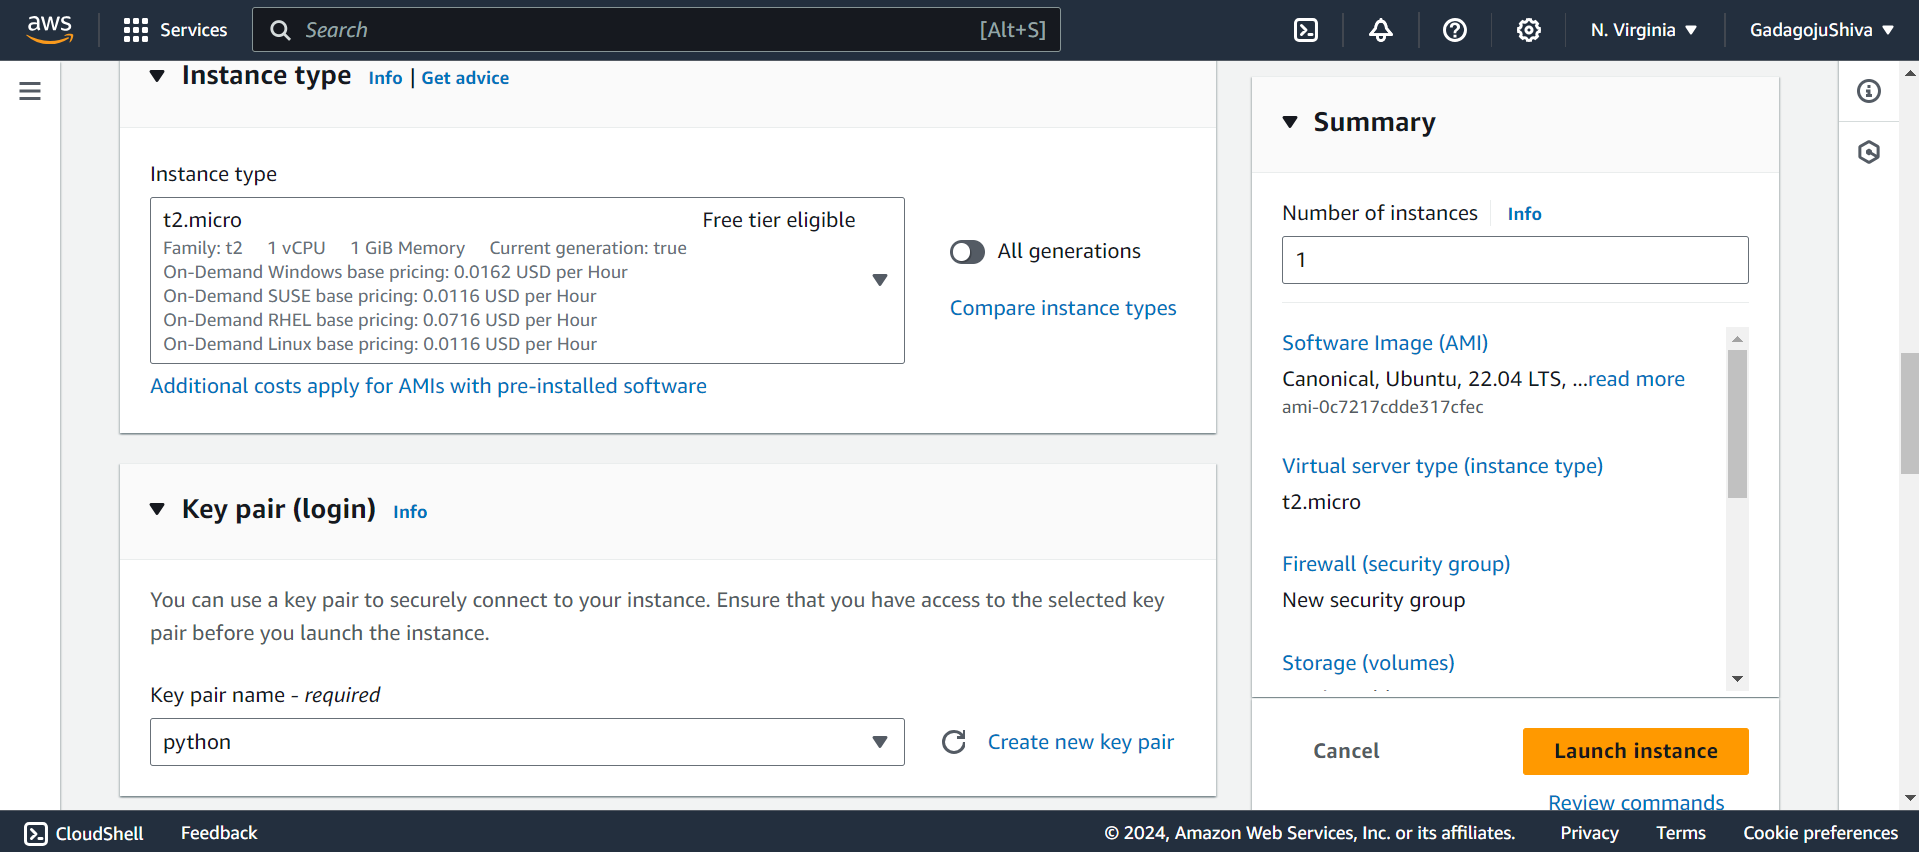 aws
Services
Search
[Alt+S]
N. Virginia
GadagojuShiva
Instance type Info | Get advice
Instance type
t2.micro Free tier eligible
Family: t2 1 vCPU 1 GiB Memory Current generation: true
On-Demand Windows base pricing: 0.0162 USD per Hour
On-Demand SUSE base pricing: 0.0116 USD per Hour
On-Demand RHEL base pricing: 0.0716 USD per Hour
On-Demand Linux base pricing: 0.0116 USD per Hour
All generations
Compare instance types
Additional costs apply for AMIs with pre-installed software
Key pair (login) Info
You can use a key pair to securely connect to your instance. Ensure that you have access to the selected key
pair before you launch the instance.
Key pair name - required
python
Create new key pair
Summary
Number of instances Info
1
Software Image (AMI)
Canonical, Ubuntu, 22.04 LTS, ...read more
ami-0c7217cdde317cfec
Virtual server type (instance type)
t2.micro
Firewall (security group)
New security group
Storage (volumes)
Cancel
Launch instance
Review commands
CloudShell
Feedback
© 2024, Amazon Web Services, Inc. or its affiliates.
Privacy
Terms
Cookie preferences